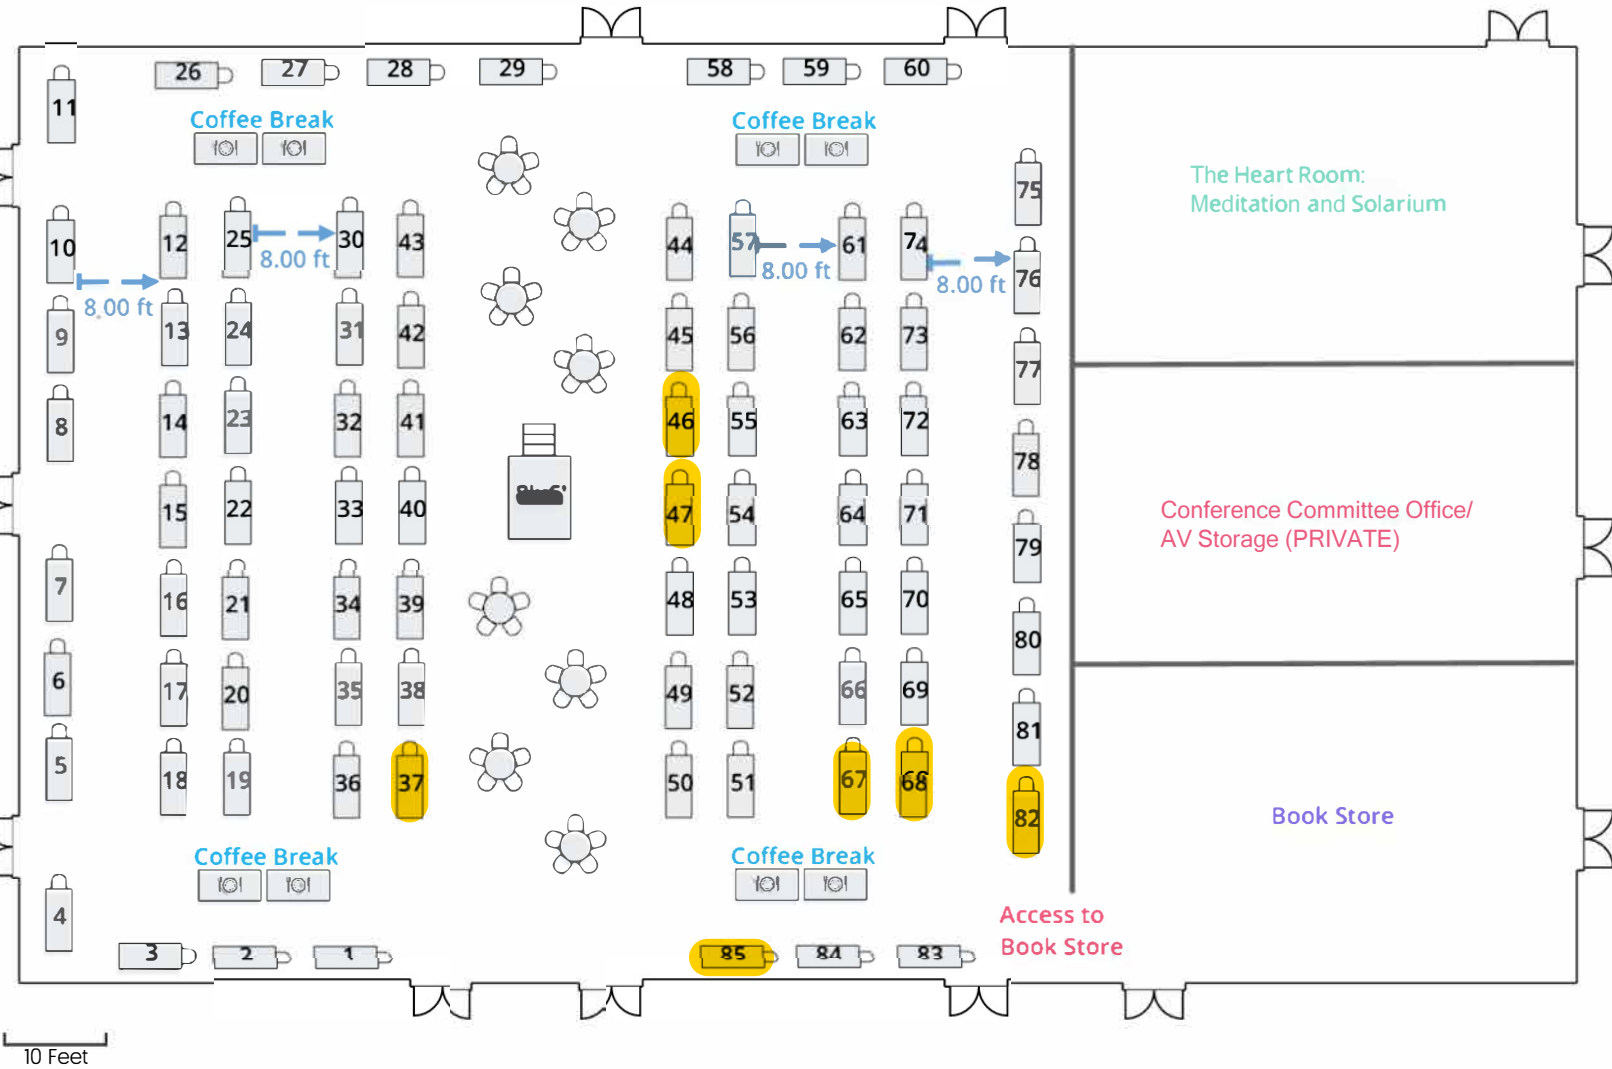 26 27 28 29 58 59 60
11
Coffee Break Coffee Break
The Heart Room:
Meditation and Solarium
75
10 12 25 30 43 44 57 61 74 76
8.00 ft 8.00 ft 8.00 ft 8.00 ft
9 13 24 31 42 45 56 62 73 77
8 14 23 32 41 46 55 63 72 78
15 22 33 40 47 54 64 71 79
Conference Committee Office/
AV Storage (PRIVATE)
7 16 21 34 39 48 53 65 70 80
6 17 20 35 38 49 52 66 69 81
5 18 19 36 37 50 51 67 68 82
Book Store
Coffee Break Coffee Break
4
Access to
Book Store
3 2 1 85 84 83
10 Feet